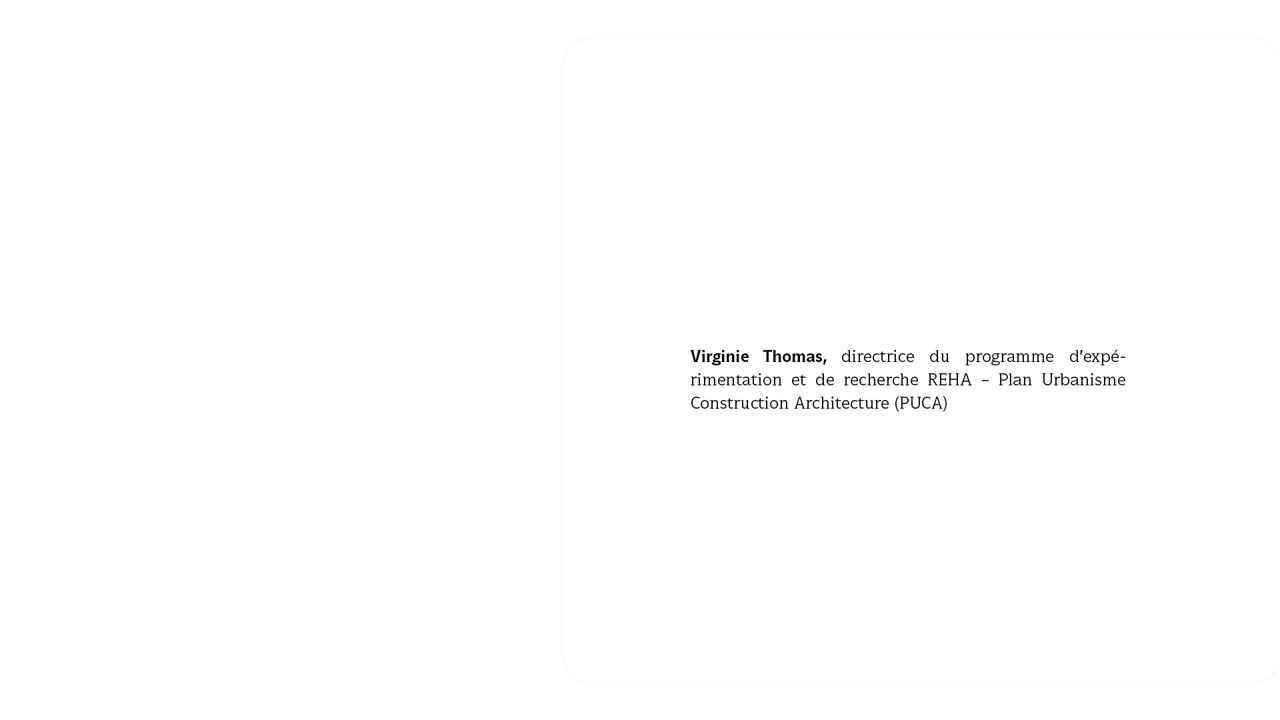 Virginie Thomas, directrice du programme d'expé-
rimentation et de recherche REHA – Plan Urbanisme
Construction Architecture (PUCA)